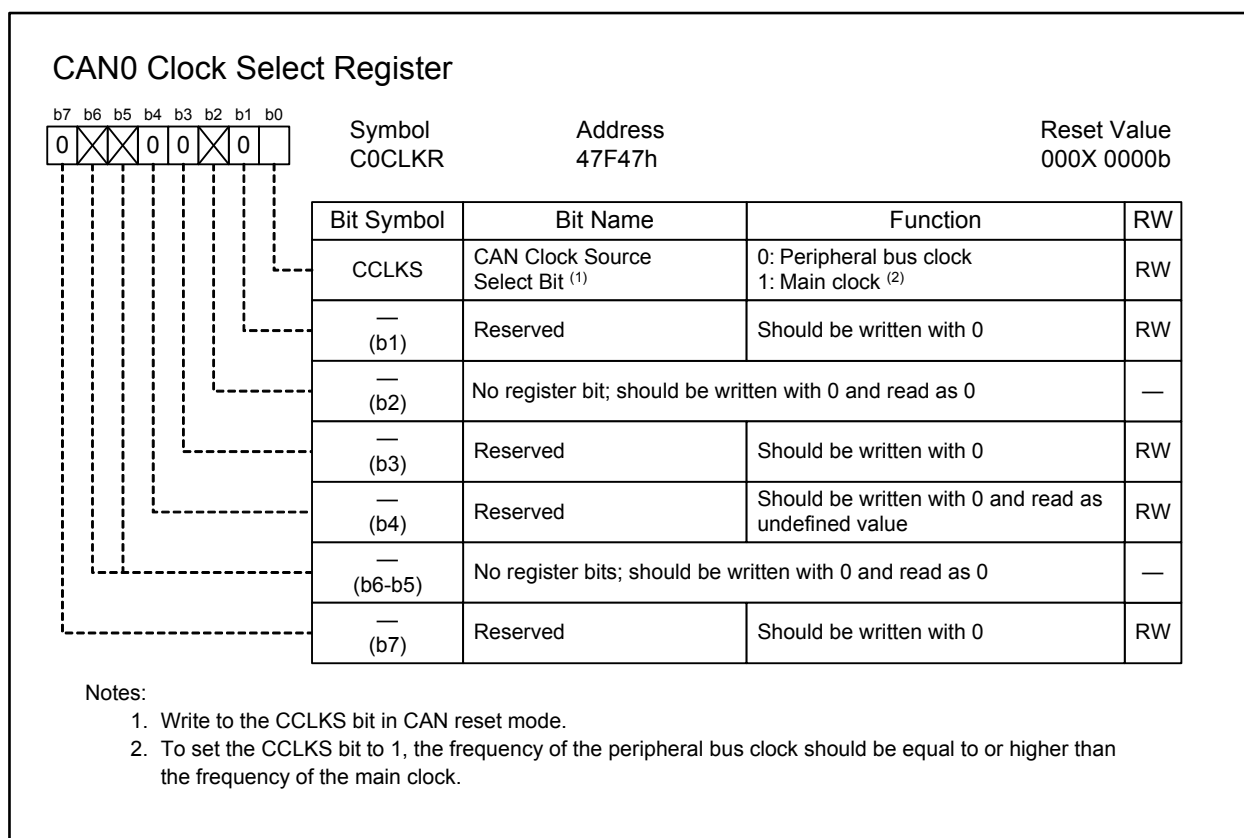 CAN0 Clock Select Register
b7 b6 b5 b4 b3 b2 b1 b0
0 0 0 0
Symbol Address Reset Value
C0CLKR 47F47h 000X 0000b
Bit Symbol Bit Name Function RW
CCLKS CAN Clock Source Select Bit (1) 0: Peripheral bus clock 1: Main clock (2) RW
— (b1) Reserved Should be written with 0 RW
— (b2) No register bit; should be written with 0 and read as 0 —
— (b3) Reserved Should be written with 0 RW
— (b4) Reserved Should be written with 0 and read as undefined value RW
— (b6-b5) No register bits; should be written with 0 and read as 0 —
— (b7) Reserved Should be written with 0 RW
Notes:
1. Write to the CCLKS bit in CAN reset mode.
2. To set the CCLKS bit to 1, the frequency of the peripheral bus clock should be equal to or higher than
the frequency of the main clock.